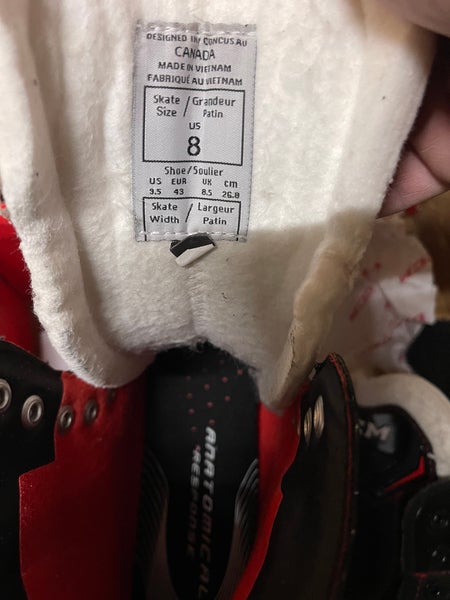 DESIGNED IN/CONCUS AU
CANADA
MADE IN VIETNAM
FABRIQUÉ AU VIETNAM
Skate / Grandeur
Size / Patin
US
8
Shoe/Soulier
US EUR UK cm
9.5 43 8.5 26.8
Skate / Largeur
Width / Patin
ANATOMICAL
RESPONSE